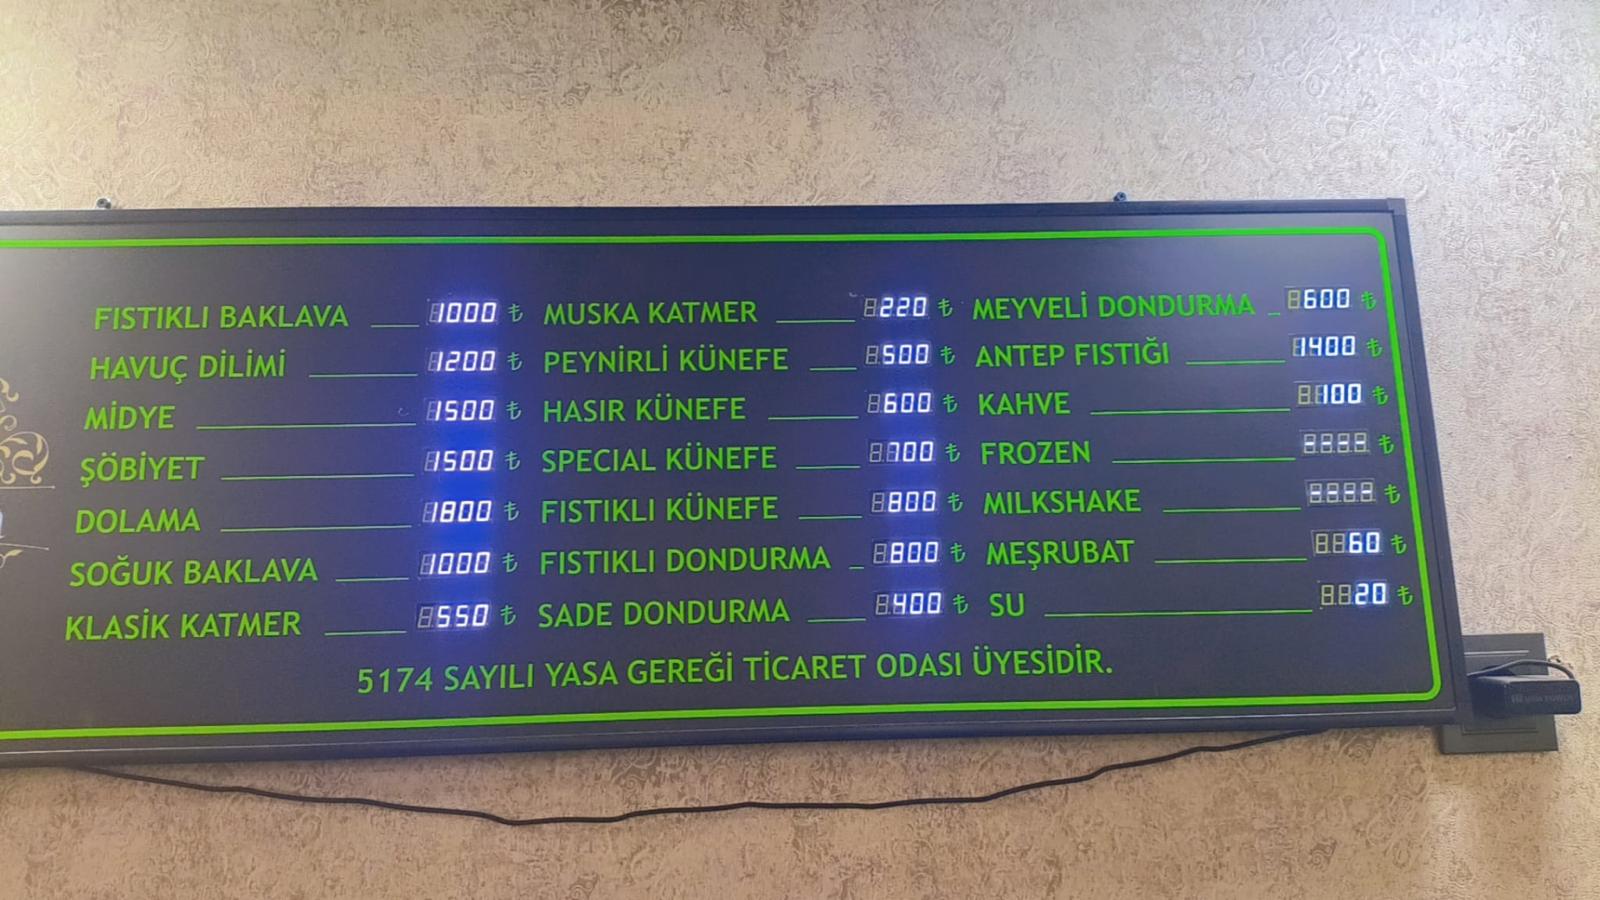 FISTIKLI BAKLAVA 1000 ₺
HAVUÇ DİLİMİ 1200 ₺
MİDYE 1500 ₺
ŞÖBİYET 1500 ₺
DOLAMA 1800 ₺
SOĞUK BAKLAVA 1000 ₺
KLASİK KATMER 550 ₺
MUSKA KATMER 220 ₺
PEYNİRLİ KÜNEFE 500 ₺
HASIR KÜNEFE 600 ₺
SPECIAL KÜNEFE 700 ₺
FISTIKLI KÜNEFE 800 ₺
FISTIKLI DONDURMA 800 ₺
SADE DONDURMA 400 ₺
MEYVELİ DONDURMA 600 ₺
ANTEP FISTIĞI 1400 ₺
KAHVE 100 ₺
FROZEN ---- ₺
MILKSHAKE ---- ₺
MEŞRUBAT 60 ₺
SU 20 ₺
5174 SAYILI YASA GEREĞİ TİCARET ODASI ÜYESİDİR.